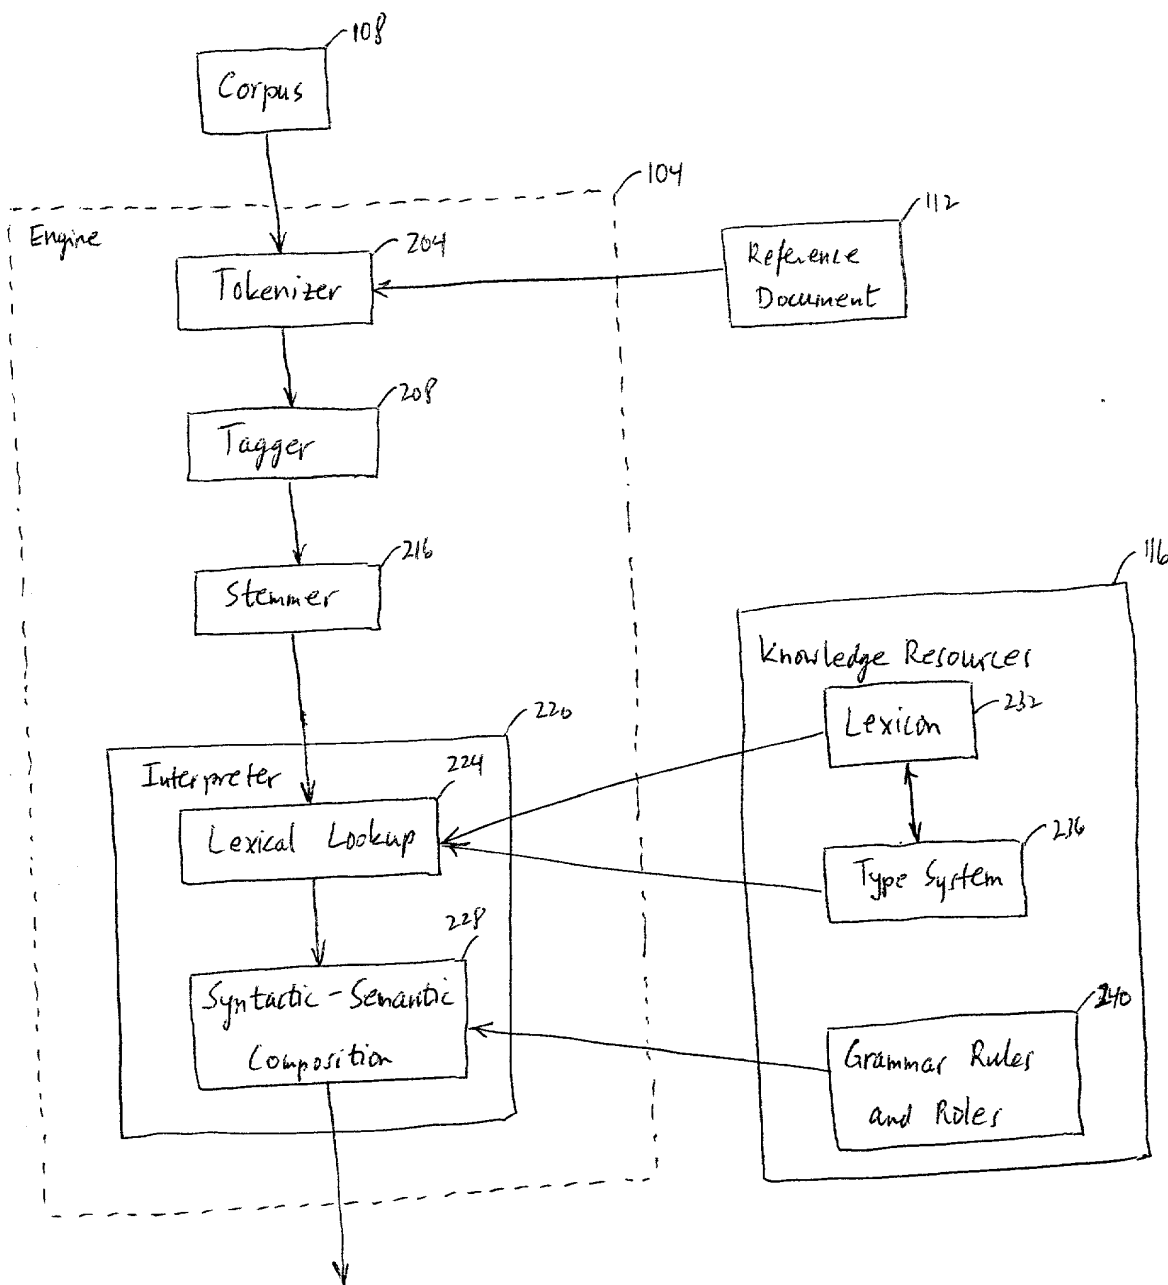 108
Corpus
104
Engine
112
204
Tokenizer
Reference
Document
208
Tagger
216
Stemmer
116
Knowledge Resources
220
232
Lexicon
Interpreter
224
Lexical Lookup
236
Type System
228
Syntactic-Semantic
Composition
240
Grammar Rules
and Roles